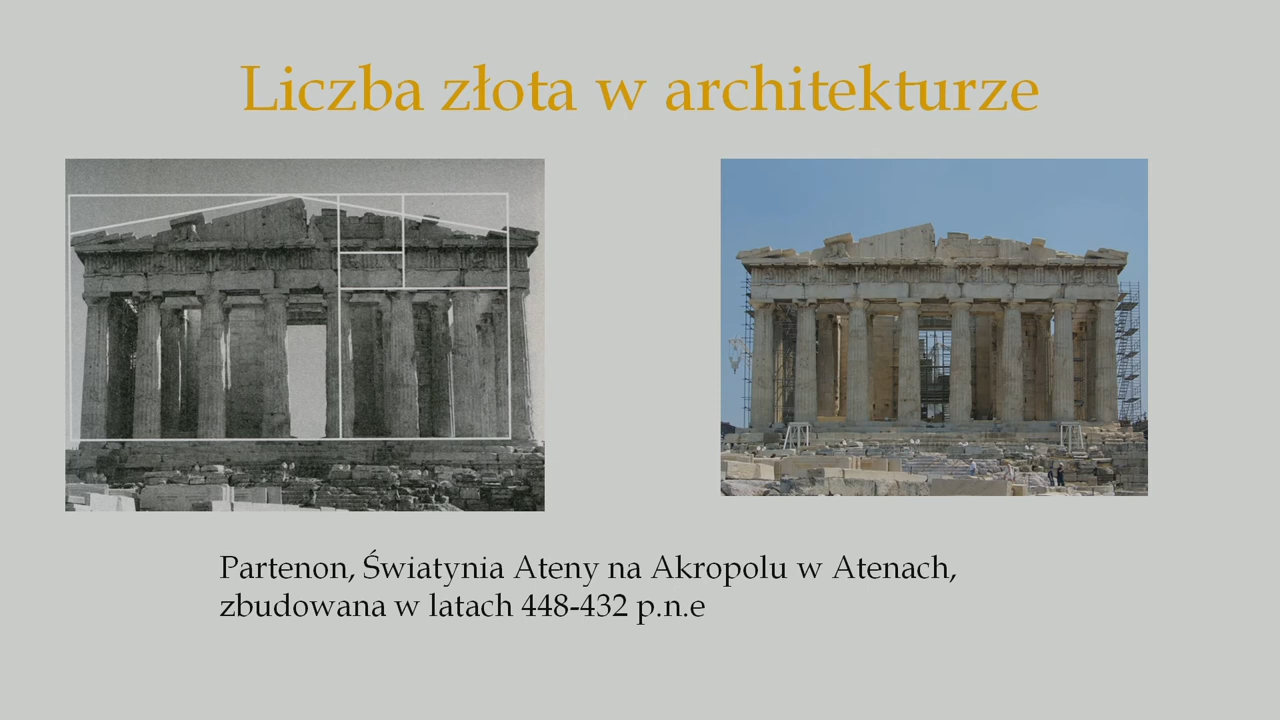 Liczba złota w architekturze
Partenon, Świątynia Ateny na Akropolu w Atenach,
zbudowana w latach 448-432 p.n.e